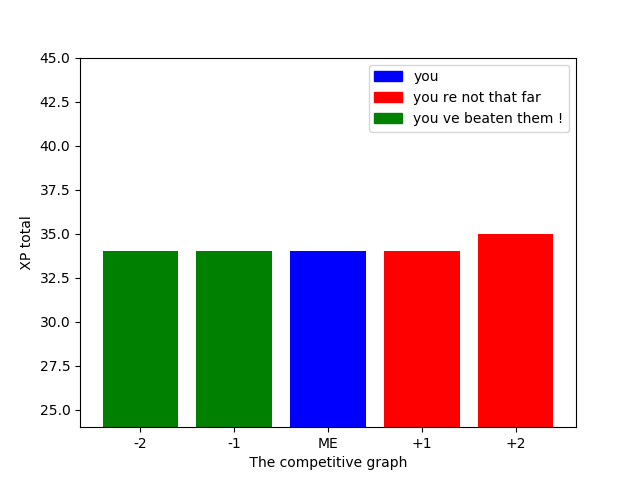 45.0
42.5
40.0
37.5
35.0
32.5
30.0
27.5
25.0
XP total
you
you re not that far
you ve beaten them !
-2 -1 ME +1 +2
The competitive graph